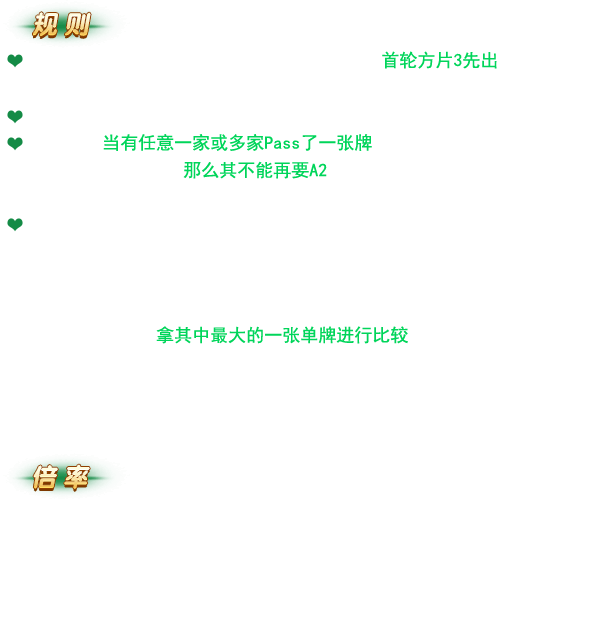 规则
首轮方片3先出
当有任意一家或多家Pass了一张牌
那么其不能再要A2
拿其中最大的一张单牌进行比较
倍率